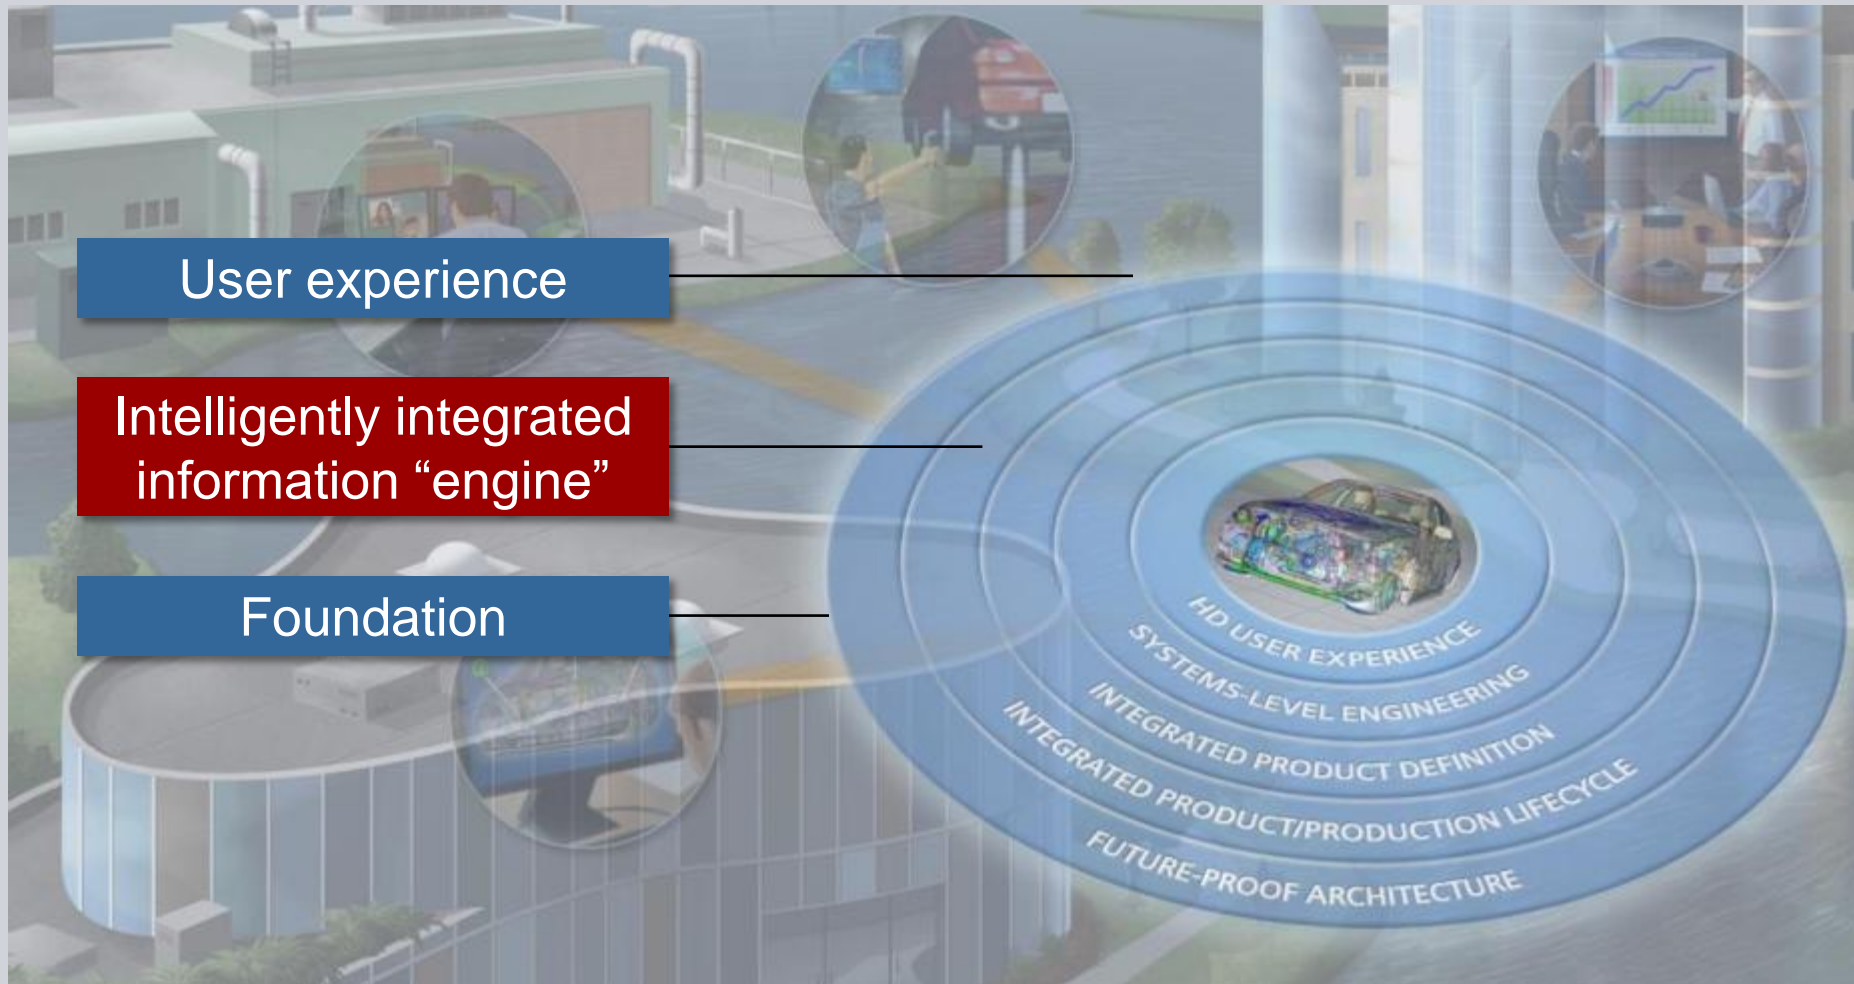 User experience
Intelligently integrated
information “engine”
Foundation
HD USER EXPERIENCE
SYSTEMS-LEVEL ENGINEERING
INTEGRATED PRODUCT DEFINITION
INTEGRATED PRODUCT/PRODUCTION LIFECYCLE
FUTURE-PROOF ARCHITECTURE